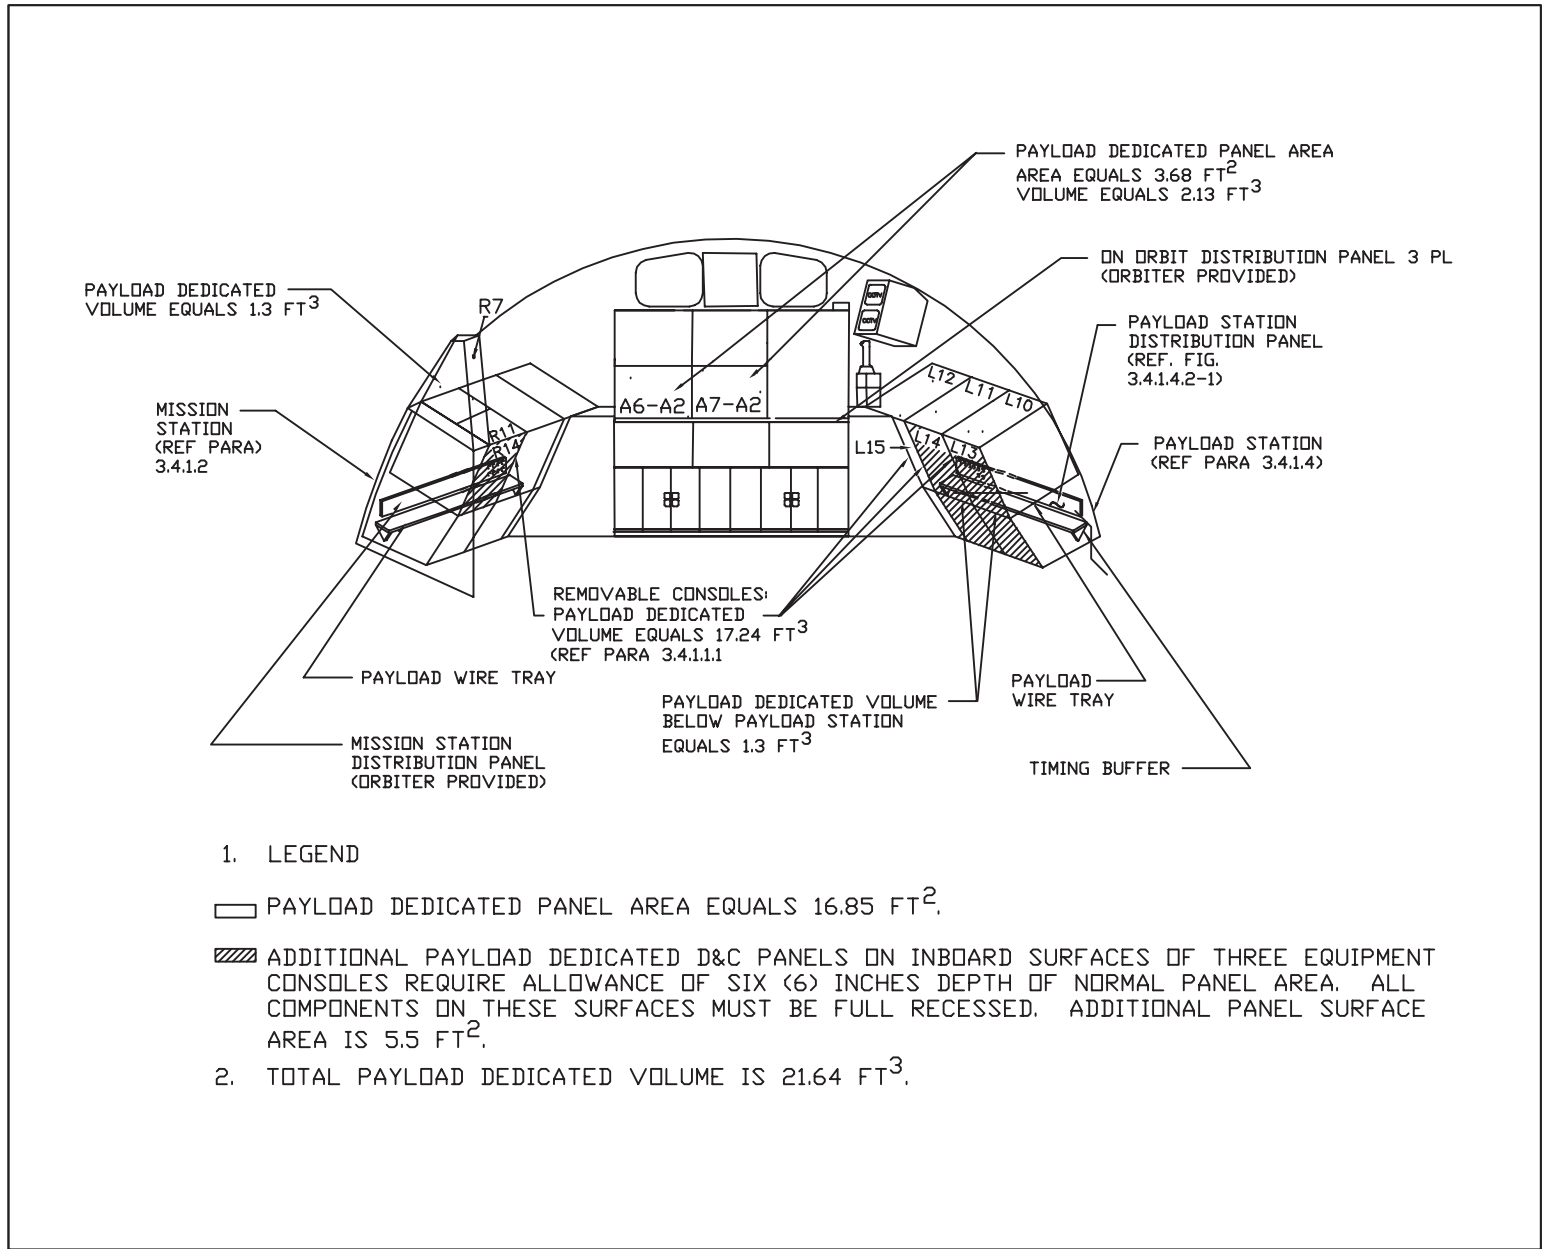 PAYLOAD DEDICATED PANEL AREA
AREA EQUALS 3.68 FT2
VOLUME EQUALS 2.13 FT3
ON ORBIT DISTRIBUTION PANEL 3 PL
(ORBITER PROVIDED)
PAYLOAD DEDICATED
VOLUME EQUALS 1.3 FT3
R7
CCTV
CCTV
PAYLOAD STATION
DISTRIBUTION PANEL
(REF. FIG.
3.4.1.4.2-1)
MISSION
STATION
(REF PARA)
3.4.1.2
A6-A2
A7-A2
L12
L11
L10
R11
R14
L15
L14
L13
PAYLOAD STATION
(REF PARA 3.4.1.4)
REMOVABLE CONSOLES:
PAYLOAD DEDICATED
VOLUME EQUALS 17.24 FT3
(REF PARA 3.4.1.1.1
PAYLOAD WIRE TRAY
PAYLOAD DEDICATED VOLUME
BELOW PAYLOAD STATION
EQUALS 1.3 FT3
PAYLOAD
WIRE TRAY
MISSION STATION
DISTRIBUTION PANEL
(ORBITER PROVIDED)
TIMING BUFFER
1. LEGEND
PAYLOAD DEDICATED PANEL AREA EQUALS 16.85 FT2.
ADDITIONAL PAYLOAD DEDICATED D&C PANELS ON INBOARD SURFACES OF THREE EQUIPMENT
CONSOLES REQUIRE ALLOWANCE OF SIX (6) INCHES DEPTH OF NORMAL PANEL AREA. ALL
COMPONENTS ON THESE SURFACES MUST BE FULL RECESSED. ADDITIONAL PANEL SURFACE
AREA IS 5.5 FT2.
2. TOTAL PAYLOAD DEDICATED VOLUME IS 21.64 FT3.